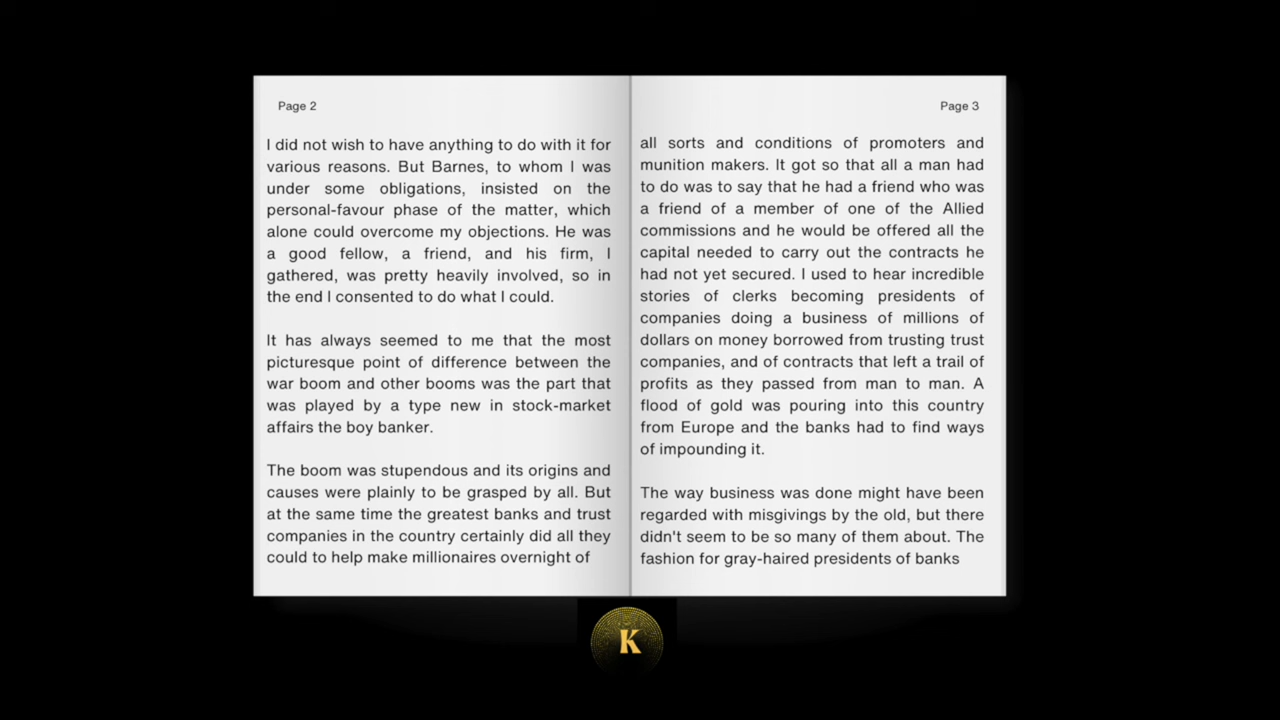 Page 2
I did not wish to have anything to do with it for
various reasons. But Barnes, to whom I was
under some obligations, insisted on the
personal-favour phase of the matter, which
alone could overcome my objections. He was
a good fellow, a friend, and his firm, I
gathered, was pretty heavily involved, so in
the end I consented to do what I could.
It has always seemed to me that the most
picturesque point of difference between the
war boom and other booms was the part that
was played by a type new in stock-market
affairs the boy banker.
The boom was stupendous and its origins and
causes were plainly to be grasped by all. But
at the same time the greatest banks and trust
companies in the country certainly did all they
could to help make millionaires overnight of
Page 3
all sorts and conditions of promoters and
munition makers. It got so that all a man had
to do was to say that he had a friend who was
a friend of a member of one of the Allied
commissions and he would be offered all the
capital needed to carry out the contracts he
had not yet secured. I used to hear incredible
stories of clerks becoming presidents of
companies doing a business of millions of
dollars on money borrowed from trusting trust
companies, and of contracts that left a trail of
profits as they passed from man to man. A
flood of gold was pouring into this country
from Europe and the banks had to find ways
of impounding it.
The way business was done might have been
regarded with misgivings by the old, but there
didn't seem to be so many of them about. The
fashion for gray-haired presidents of banks
K